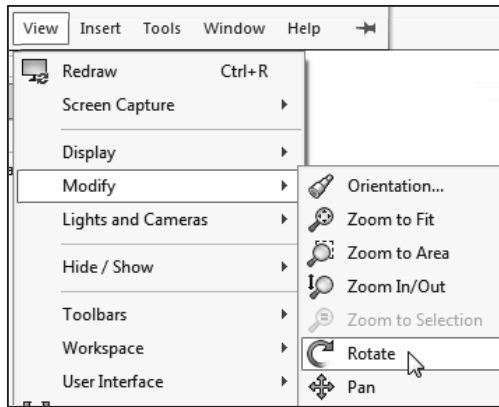 View Insert Tools Window Help
Redraw Ctrl+R
Screen Capture
Display
Modify
Lights and Cameras
Hide / Show
Toolbars
Workspace
User Interface
Orientation...
Zoom to Fit
Zoom to Area
Zoom In/Out
Zoom to Selection
Rotate
Pan